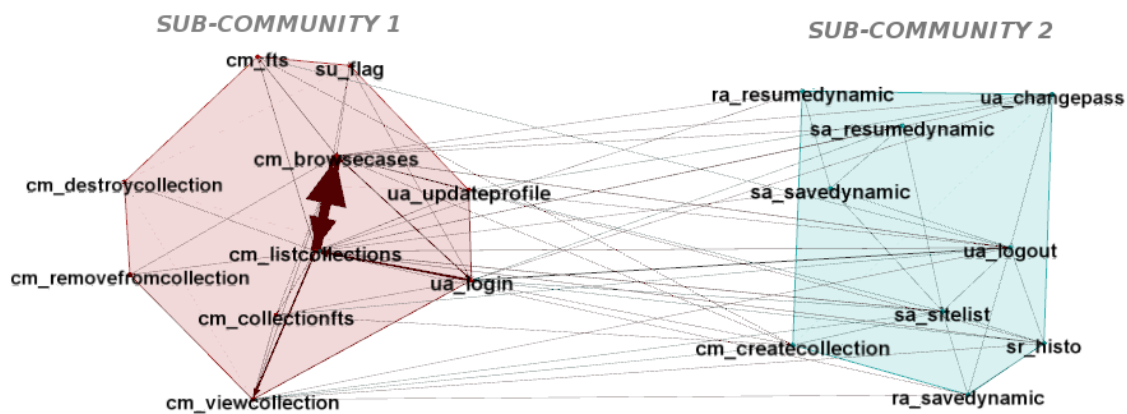 SUB-COMMUNITY 1
SUB-COMMUNITY 2
cm_fts
su_flag
cm_browsecases
cm_destroycollection
ua_updateprofile
cm_listcollections
cm_removefromcollection
ua_login
cm_collectionfts
cm_viewcollection
ra_resumedynamic
ua_changepass
sa_resumedynamic
sa_savedynamic
ua_logout
sa_sitelist
cm_createcollection
sr_histo
ra_savedynamic